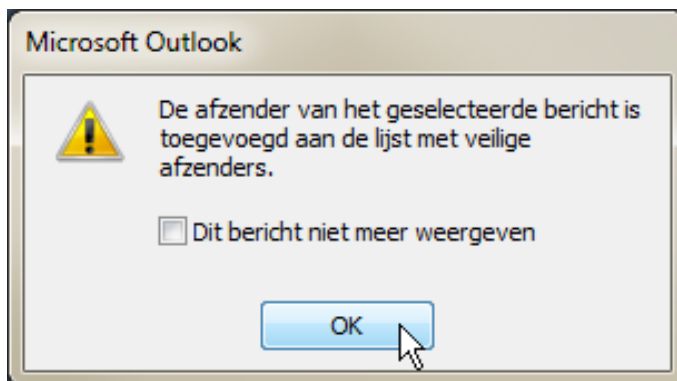 Microsoft Outlook
De afzender van het geselecteerde bericht is
toegevoegd aan de lijst met veilige
afzenders.
Dit bericht niet meer weergeven
OK